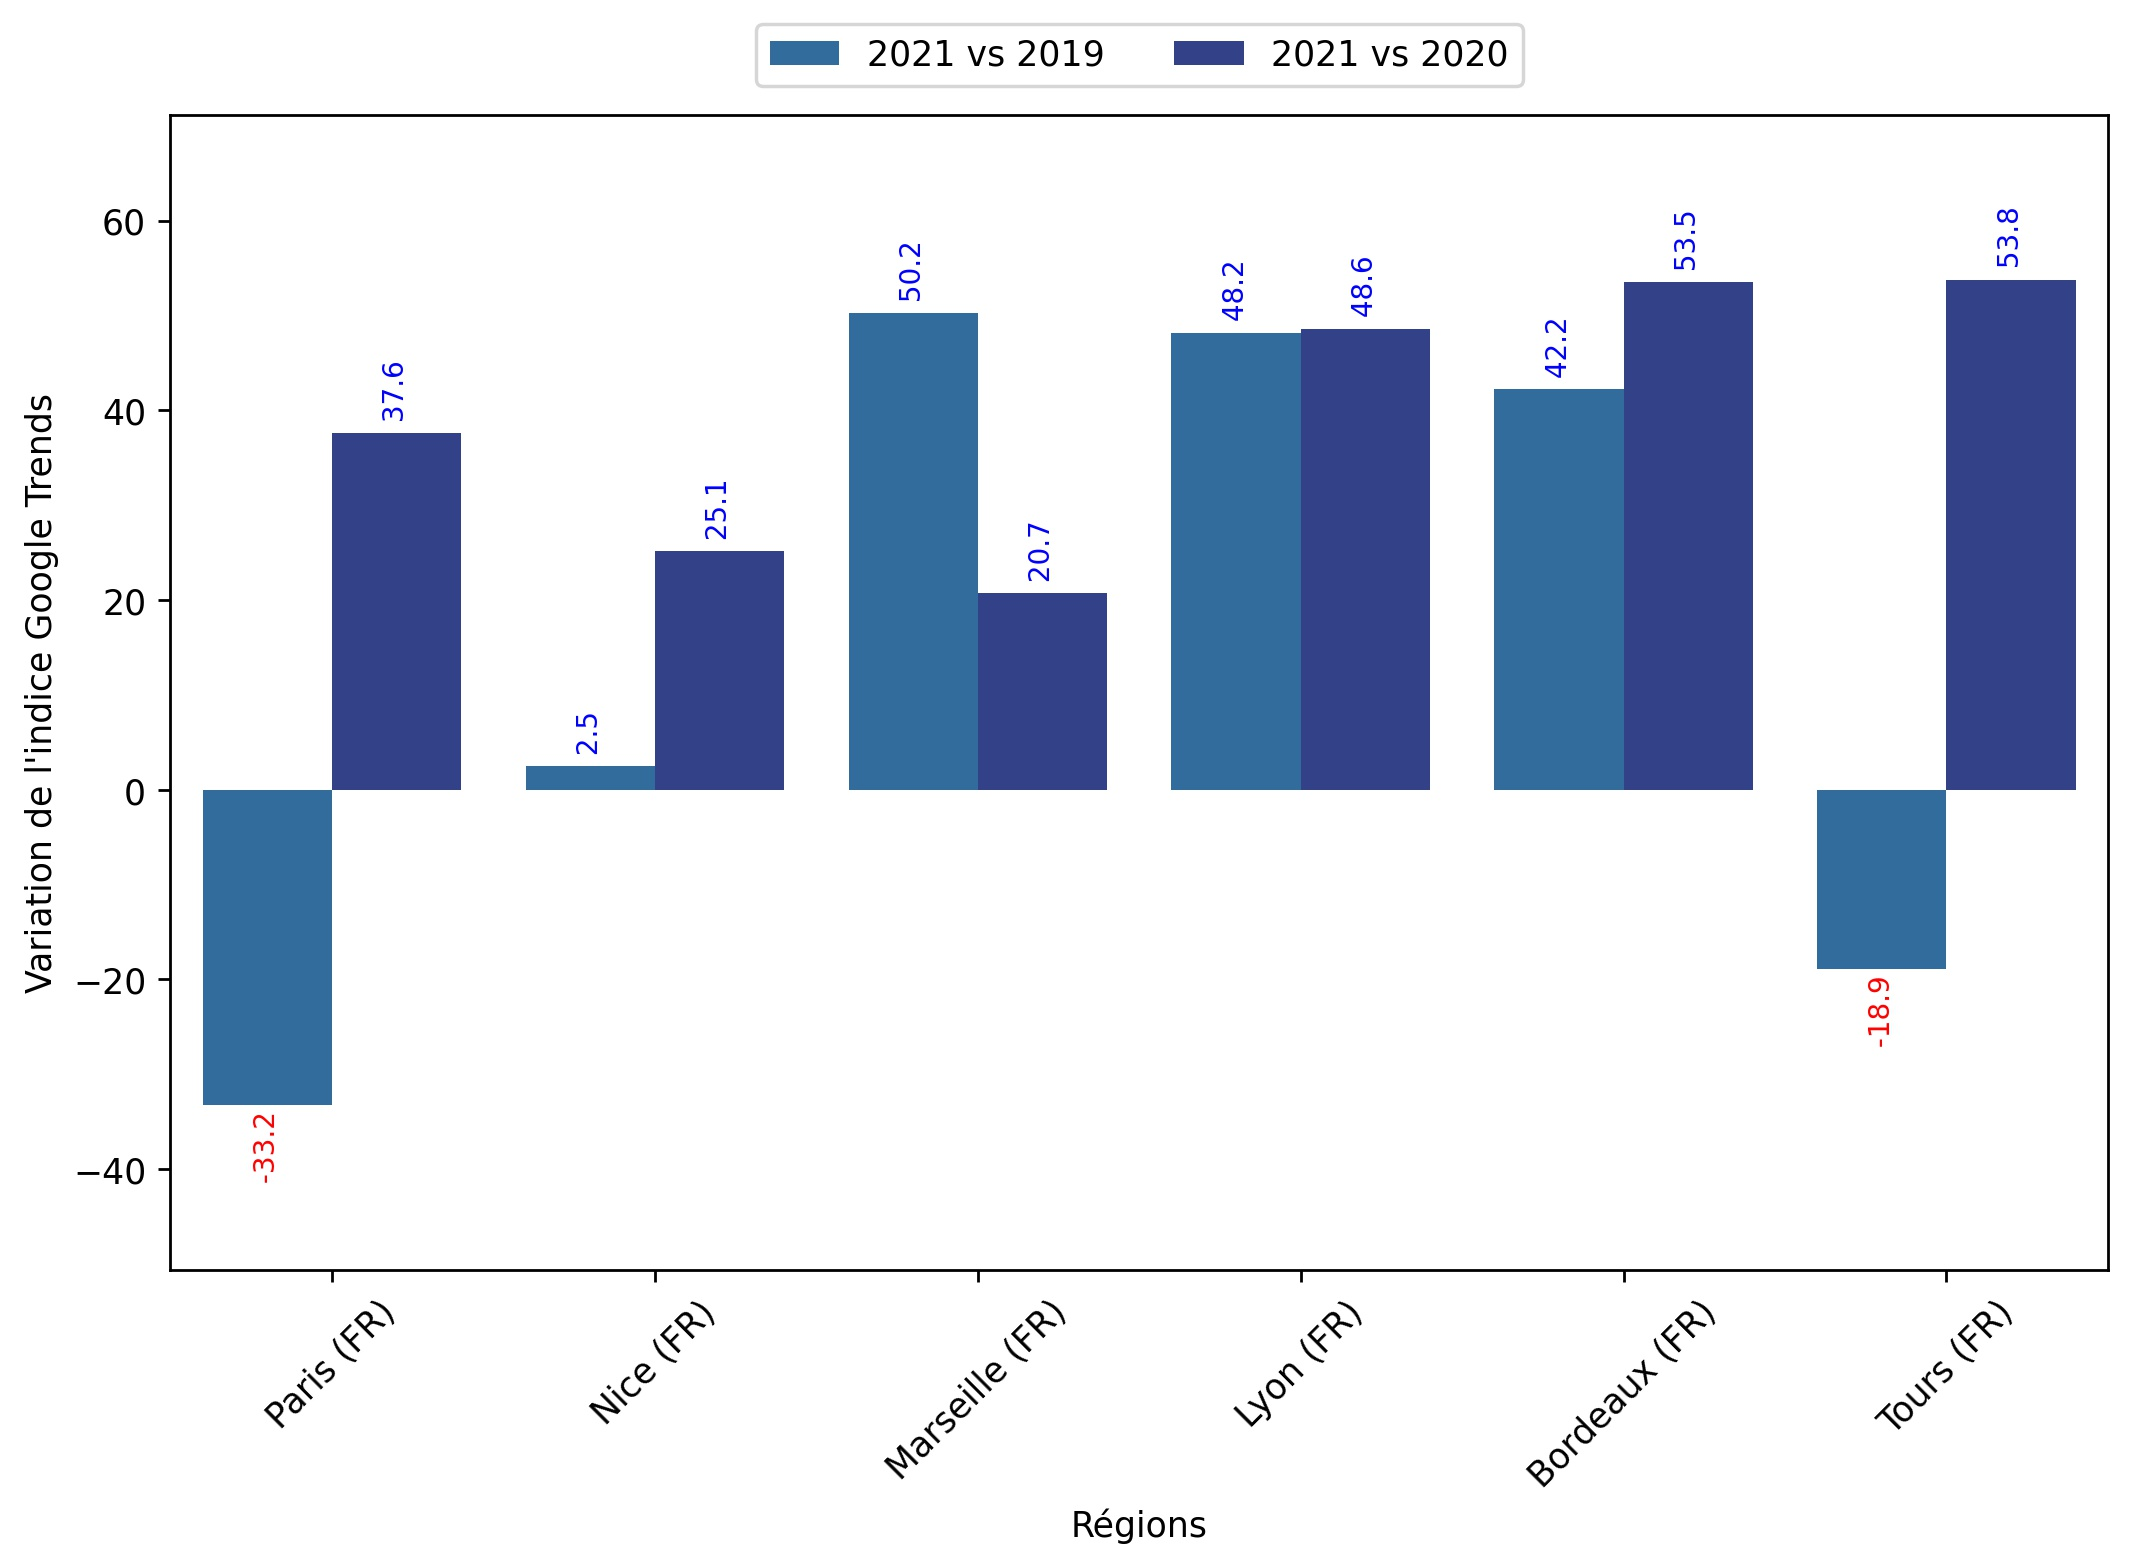 2021 vs 2019
2021 vs 2020
Variation de l'indice Google Trends
60
40
20
0
−20
−40
-33.2
37.6
2.5
25.1
50.2
20.7
48.2
48.6
42.2
53.5
-18.9
53.8
Paris (FR)
Nice (FR)
Marseille (FR)
Lyon (FR)
Bordeaux (FR)
Tours (FR)
Régions